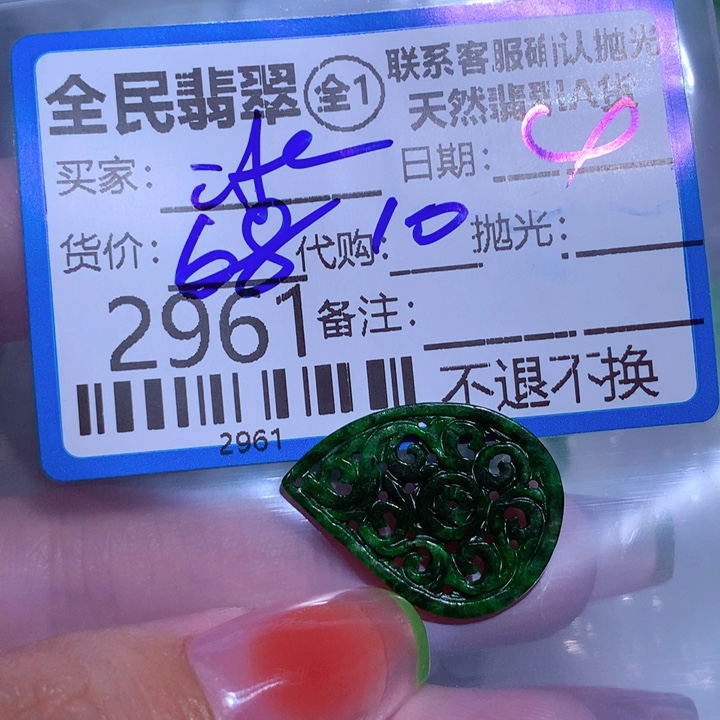 全民翡翠 全1 联系客服确认抛光
天然翡翠A货
买家： 日期：
货价：68 代购：10 抛光：
2961 备注：
不退不换
2961